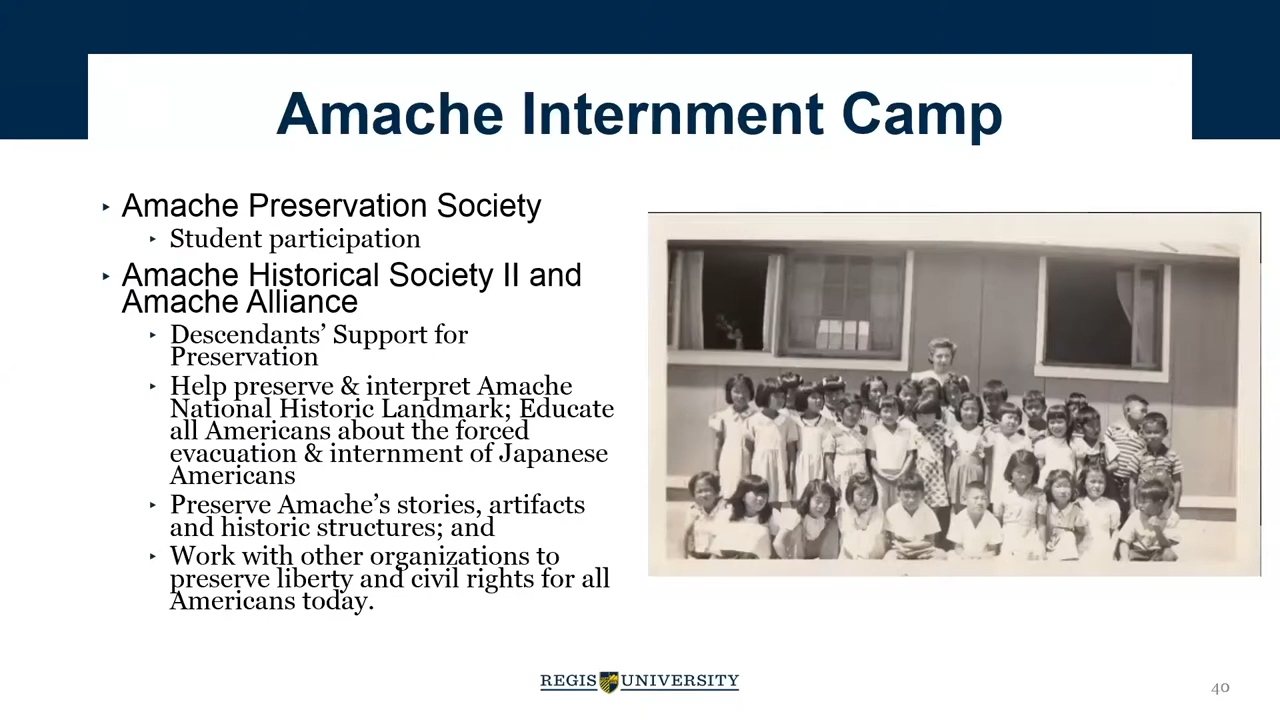 Amache Internment Camp
Amache Preservation Society
Student participation
Amache Historical Society II and
Amache Alliance
Descendants’ Support for
Preservation
Help preserve & interpret Amache
National Historic Landmark; Educate
all Americans about the forced
evacuation & internment of Japanese
Americans
Preserve Amache’s stories, artifacts
and historic structures; and
Work with other organizations to
preserve liberty and civil rights for all
Americans today.
REGIS UNIVERSITY
40